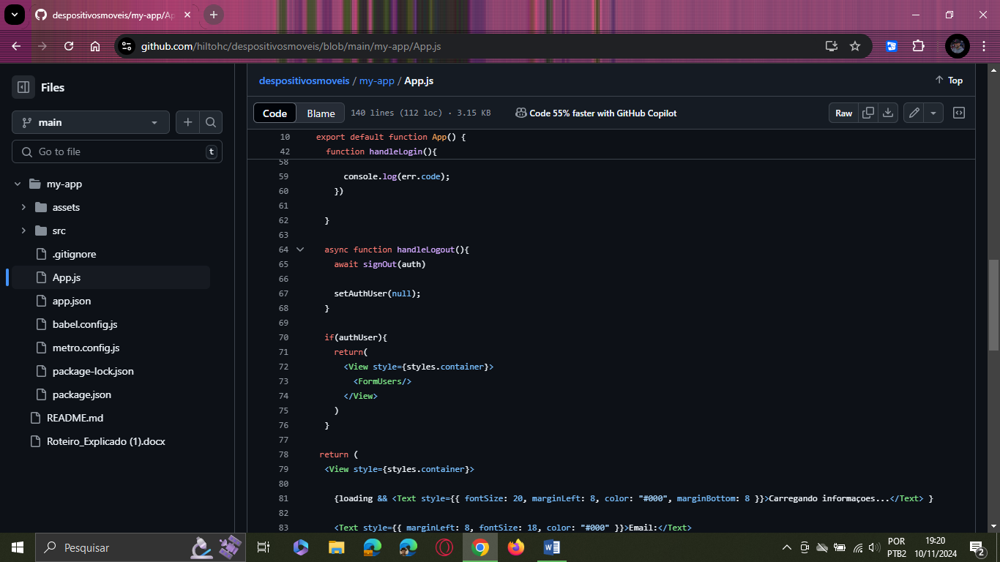 despositivosmoveis/my-app/Ap
github.com/hiltohc/despositivosmoveis/blob/main/my-app/App.js
Files
main
Go to file
t
my-app
assets
src
.gitignore
App.js
app.json
babel.config.js
metro.config.js
package-lock.json
package.json
README.md
Roteiro_Explicado (1).docx
despositivosmoveis / my-app / App.js
Top
Code
Blame
140 lines (112 loc) · 3.15 KB
Code 55% faster with GitHub Copilot
Raw
10 export default function App() {
42 function handleLogin(){
58
59 console.log(err.code);
60 })
61
62 }
63
64 async function handleLogout(){
65 await signOut(auth)
66
67 setAuthUser(null);
68 }
69
70 if(authUser){
71 return(
72 <View style={styles.container}>
73 <FormUsers/>
74 </View>
75 )
76 }
77
78 return (
79 <View style={styles.container}>
80
81 {loading && <Text style={{ fontSize: 20, marginLeft: 8, color: "#000", marginBottom: 8 }}>Carregando informaçoes...</Text> }
82
83 <Text style={{ marginLeft: 8, fontSize: 18, color: "#000" }}>Email:</Text>
Pesquisar
POR
PTB2
19:20
10/11/2024
2